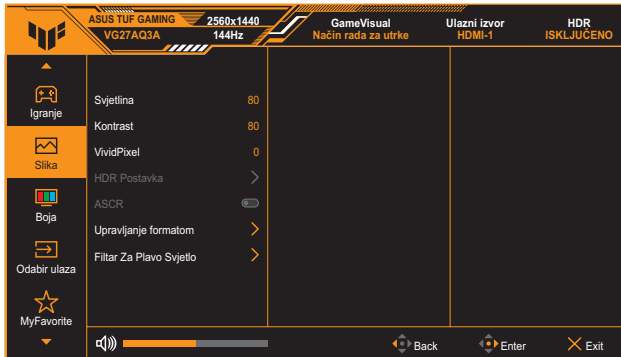 ASUS TUF GAMING 2560x1440
VG27AQ3A 144Hz
GameVisual
Način rada za utrke
Ulazni izvor
HDMI-1
HDR
ISKLJUČENO
Igranje
Slika
Boja
Odabir ulaza
MyFavorite
Svjetlina 80
Kontrast 80
VividPixel 0
HDR Postavka
ASCR
Upravljanje formatom
Filtar Za Plavo Svjetlo
Back
Enter
Exit